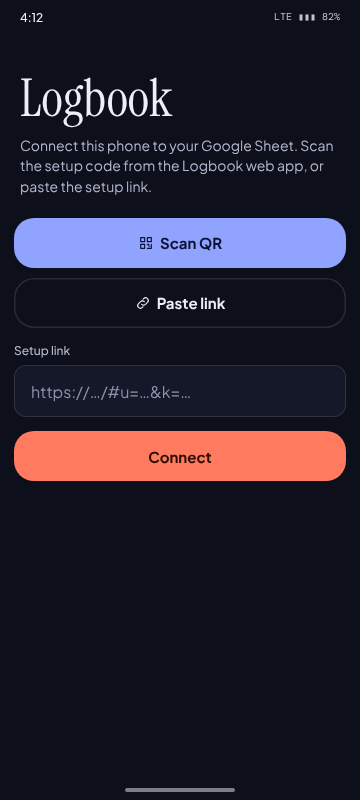 4:12
LTE 82%
Logbook
Connect this phone to your Google Sheet. Scan
the setup code from the Logbook web app, or
paste the setup link.
Scan QR
Paste link
Setup link
https://…/#u=…&k=…
Connect